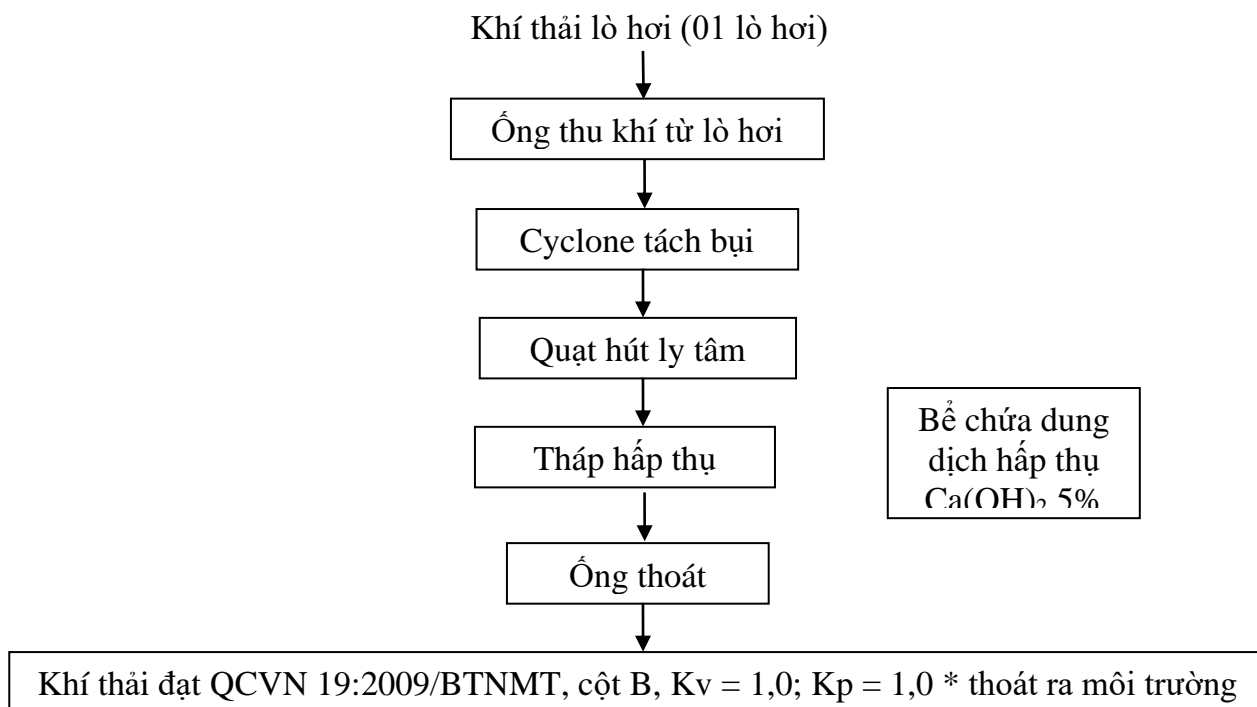 Khí thải lò hơi (01 lò hơi)
Ống thu khí từ lò hơi
Cyclone tách bụi
Quạt hút ly tâm
Tháp hấp thụ
Bể chứa dung
dịch hấp thụ
Ca(OH)₂ 5%
Ống thoát
Khí thải đạt QCVN 19:2009/BTNMT, cột B, Kv = 1,0; Kp = 1,0 * thoát ra môi trường